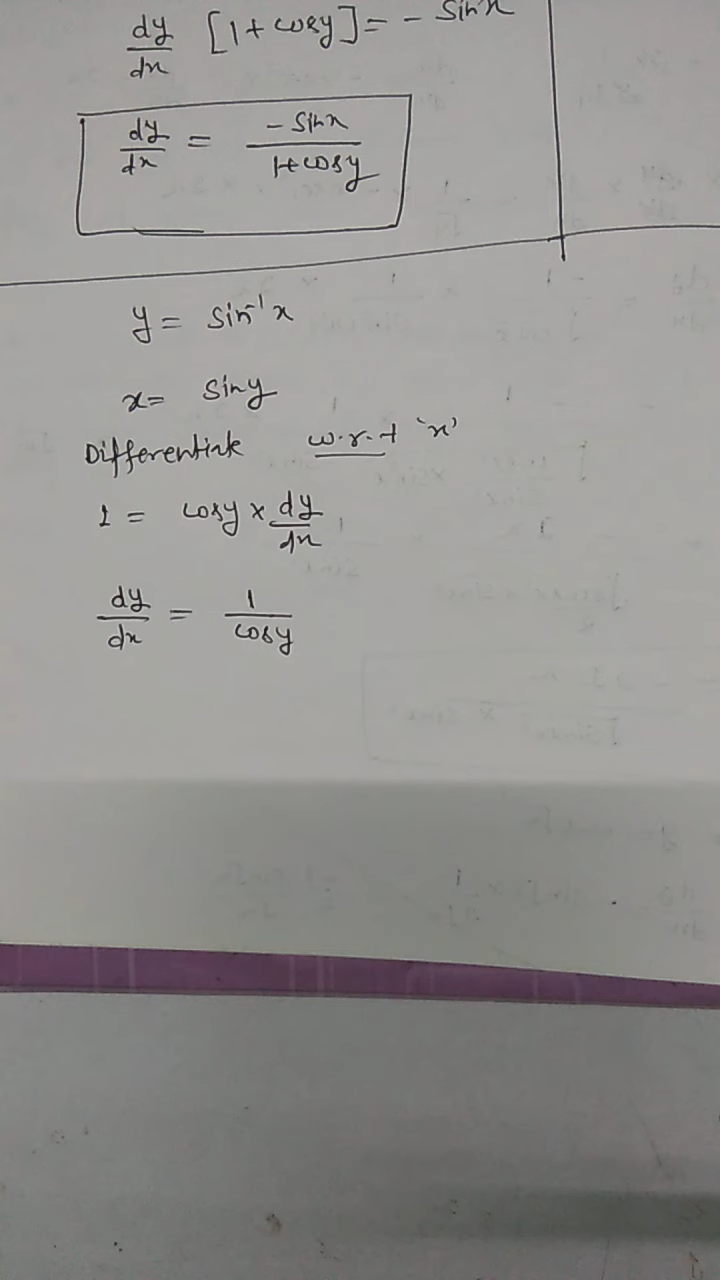 dy/dx [1+cosy] = - sinx
dy/dx = -sinx/1+cosy
y = sin⁻¹x
x = siny
Differentiate w.r.t 'x'
1 = cosy × dy/dx
dy/dx = 1/cosy